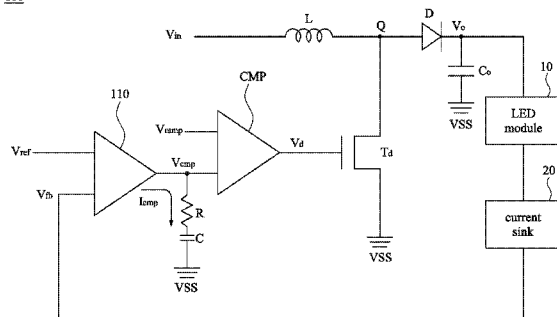 L
Q
D
Vo
Vin
Co
VSS
10
LED
module
CMP
110
Vramp
Vd
Td
Vref
Vcmp
Vfb
Icmp
R
C
VSS
VSS
20
current
sink